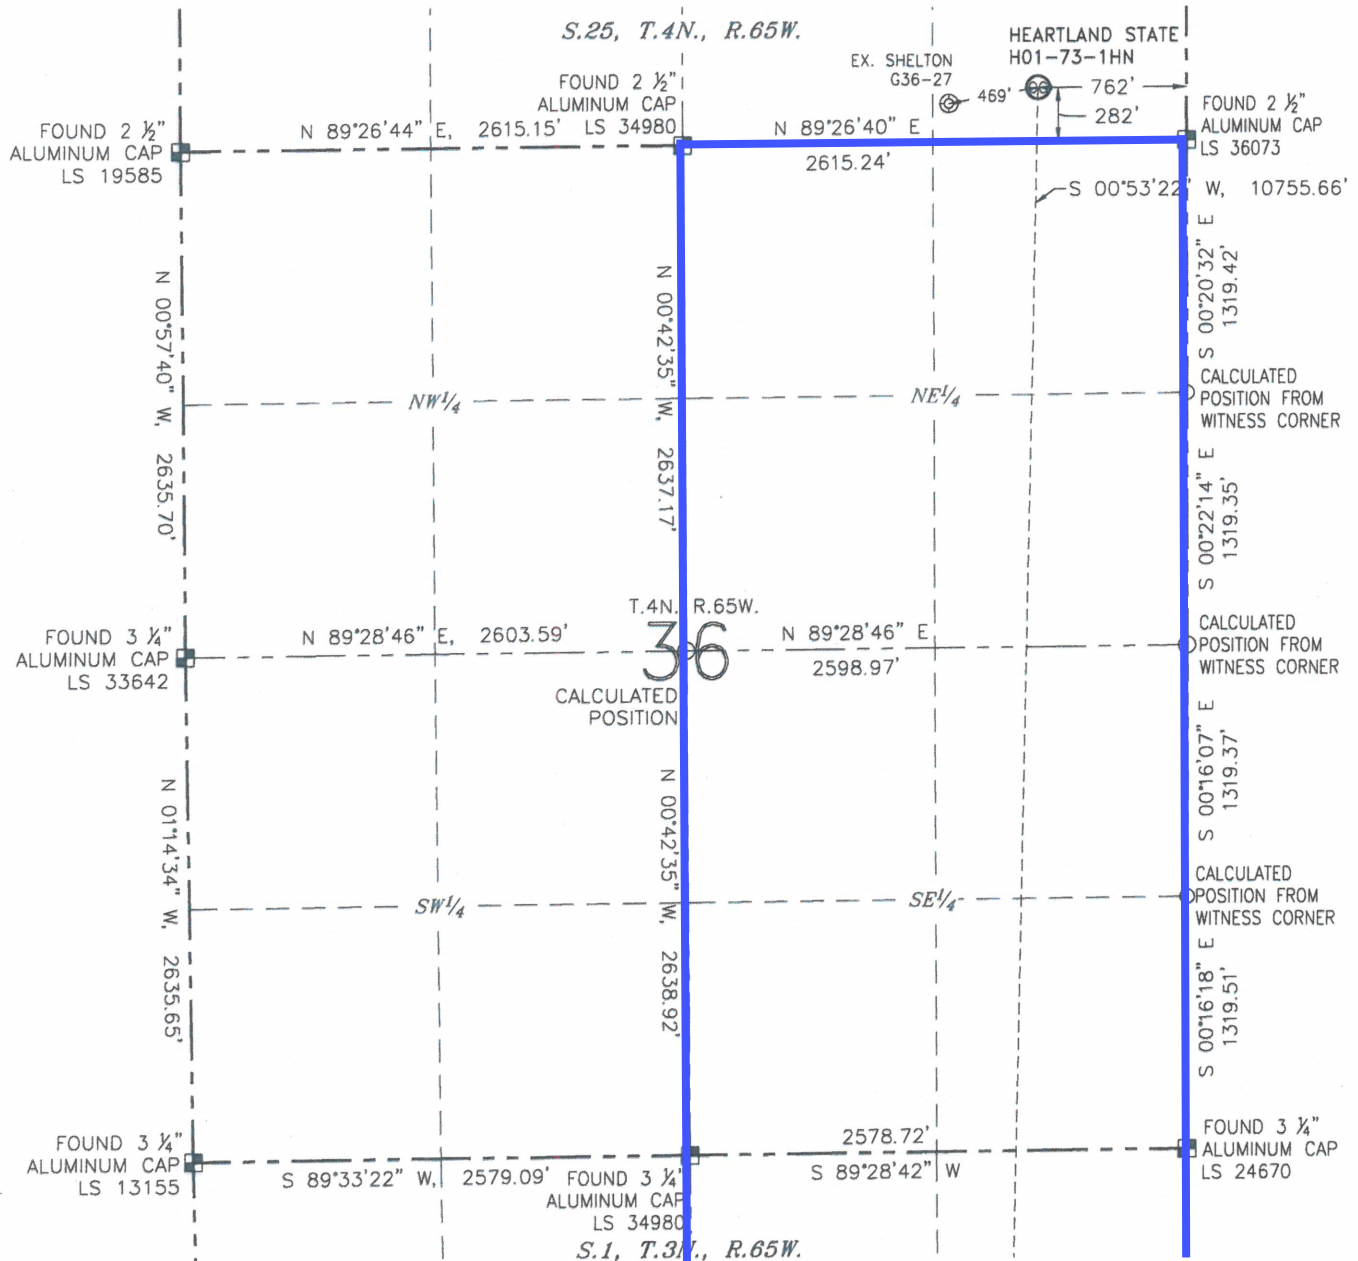 S.25, T.4N., R.65W.
HEARTLAND STATE
H01-73-1HN
EX. SHELTON
G36-27
469'
762'
282'
FOUND 2 ½"
ALUMINUM CAP
LS 34980
FOUND 2 ½"
ALUMINUM CAP
LS 36073
FOUND 2 ½"
ALUMINUM CAP
LS 19585
N 89°26'44" E, 2615.15'
N 89°26'40" E
2615.24'
S 00°53'22" W, 10755.66'
N 00°57'40" W, 2635.70'
N 00°42'35" W, 2637.17'
S 00°20'32" E
1319.42'
NW¼
NE¼
CALCULATED
POSITION FROM
WITNESS CORNER
S 00°22'14" E
1319.35'
T.4N. R.65W.
36
CALCULATED
POSITION
FOUND 3 ¼"
ALUMINUM CAP
LS 33642
N 89°28'46" E, 2603.59'
N 89°28'46" E
2598.97'
CALCULATED
POSITION FROM
WITNESS CORNER
N 01°14'34" W, 2635.65'
N 00°42'35" W, 2638.92'
S 00°16'07" E
1319.37'
SW¼
SE¼
CALCULATED
POSITION FROM
WITNESS CORNER
S 00°16'18" E
1319.51'
FOUND 3 ¼"
ALUMINUM CAP
LS 13155
S 89°33'22" W, 2579.09'
FOUND 3 ¼"
ALUMINUM CAP
LS 34980
2578.72'
S 89°28'42" W
FOUND 3 ¼"
ALUMINUM CAP
LS 24670
S.1, T.3N., R.65W.